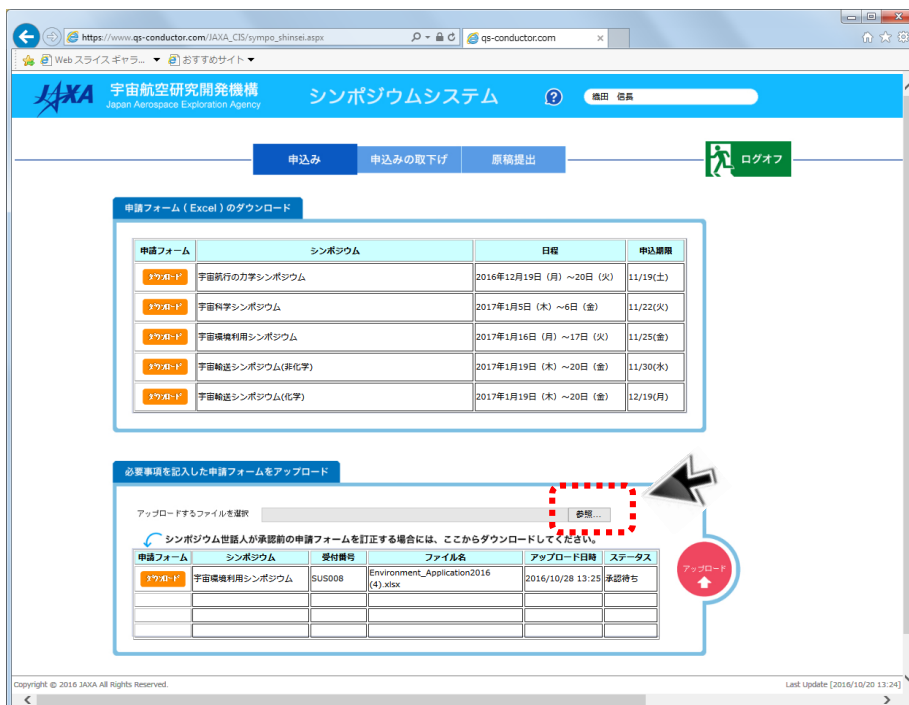 https://www.qs-conductor.com/JAXA_CIS/sympo_shinsei.aspx
qs-conductor.com
Web スライス ギャラ... ▼ おすすめサイト ▼
JAXA 宇宙航空研究開発機構
Japan Aerospace Exploration Agency
シンポジウムシステム
?
織田 信長
申込み 申込みの取下げ 原稿提出
ログオフ
申請フォーム ( Excel ) のダウンロード
申請フォーム シンポジウム 日程 申込期限
ダウンロード 宇宙航行の力学シンポジウム 2016年12月19日（月）～20日（火） 11/19(土)
ダウンロード 宇宙科学シンポジウム 2017年1月5日（木）～6日（金） 11/22(火)
ダウンロード 宇宙環境利用シンポジウム 2017年1月16日（月）～17日（火） 11/25(金)
ダウンロード 宇宙輸送シンポジウム(非化学) 2017年1月19日（木）～20日（金） 11/30(水)
ダウンロード 宇宙輸送シンポジウム(化学) 2017年1月19日（木）～20日（金） 12/19(月)
必要事項を記入した申請フォームをアップロード
アップロードするファイルを選択 参照...
シンポジウム世話人が承認前の申請フォームを訂正する場合には、ここからダウンロードしてください。
申請フォーム シンポジウム 受付番号 ファイル名 アップロード日時 ステータス
ダウンロード 宇宙環境利用シンポジウム SUS008 Environment_Application2016 2016/10/28 13:25 承認待ち
(4).xlsx
アップロード
Copyright © 2016 JAXA All Rights Reserved.
Last Update [2016/10/20 13:24]